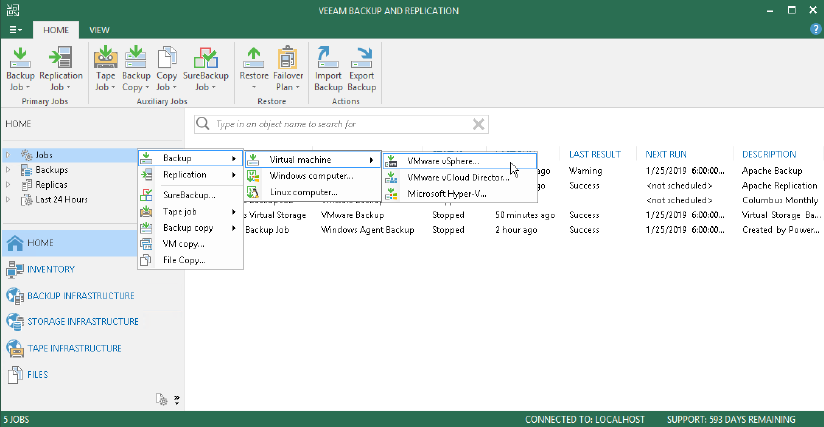 VEEAM BACKUP AND REPLICATION
HOME VIEW
Backup Job Replication Job Tape Job Backup Copy Copy Job SureBackup Job Restore Failover Plan Import Backup Export Backup
Primary Jobs Auxiliary Jobs Restore Actions
HOME
Type in an object name to search for
Jobs
Backups
Replicas
Last 24 Hours
Backup
Replication
SureBackup...
Tape job
Backup copy
VM copy...
File Copy...
Virtual machine
Windows computer...
Linux computer...
VMware vSphere...
VMware vCloud Director...
Microsoft Hyper-V...
LAST RESULT NEXT RUN DESCRIPTION
ago Warning 1/25/2019 6:00:00... Apache Backup
ago Success <not scheduled> Apache Replication
<not scheduled> Columbus Monthly
s Virtual Storage VMware Backup Stopped 50 minutes ago Success 1/25/2019 6:00:00... Virtual Storage Ba...
Backup Job Windows Agent Backup Stopped 2 hour ago Success 1/25/2019 6:00:00... Created by Power...
HOME
INVENTORY
BACKUP INFRASTRUCTURE
STORAGE INFRASTRUCTURE
TAPE INFRASTRUCTURE
FILES
5 JOBS CONNECTED TO: LOCALHOST SUPPORT: 593 DAYS REMAINING